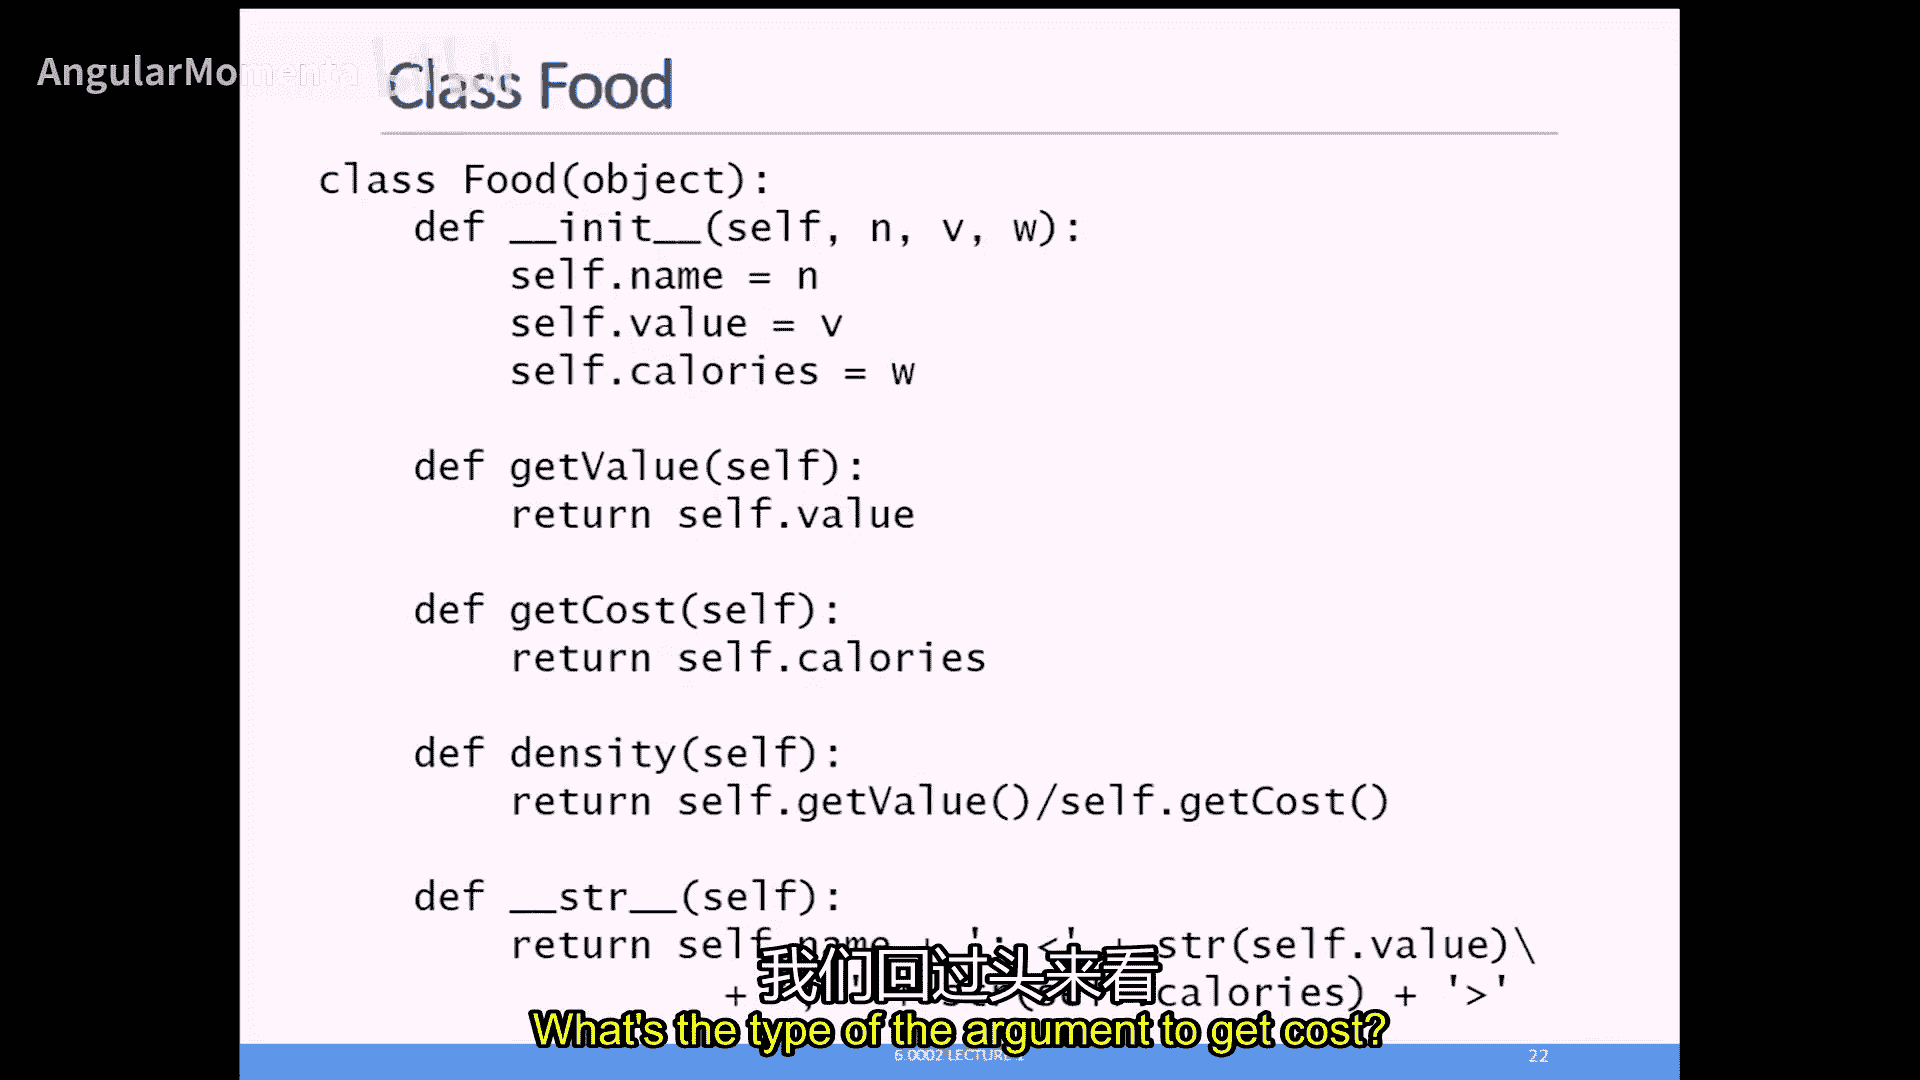 AngularMomenta
Class Food
class Food(object):
def __init__(self, n, v, w):
self.name = n
self.value = v
self.calories = w
def getValue(self):
return self.value
def getCost(self):
return self.calories
def density(self):
return self.getValue()/self.getCost()
def __str__(self):
return self.name + ': <' + str(self.value)\
+ calories) + '>'
我们回过头来看
What's the type of the argument to get cost?
6.0002 LECTURE 1
22